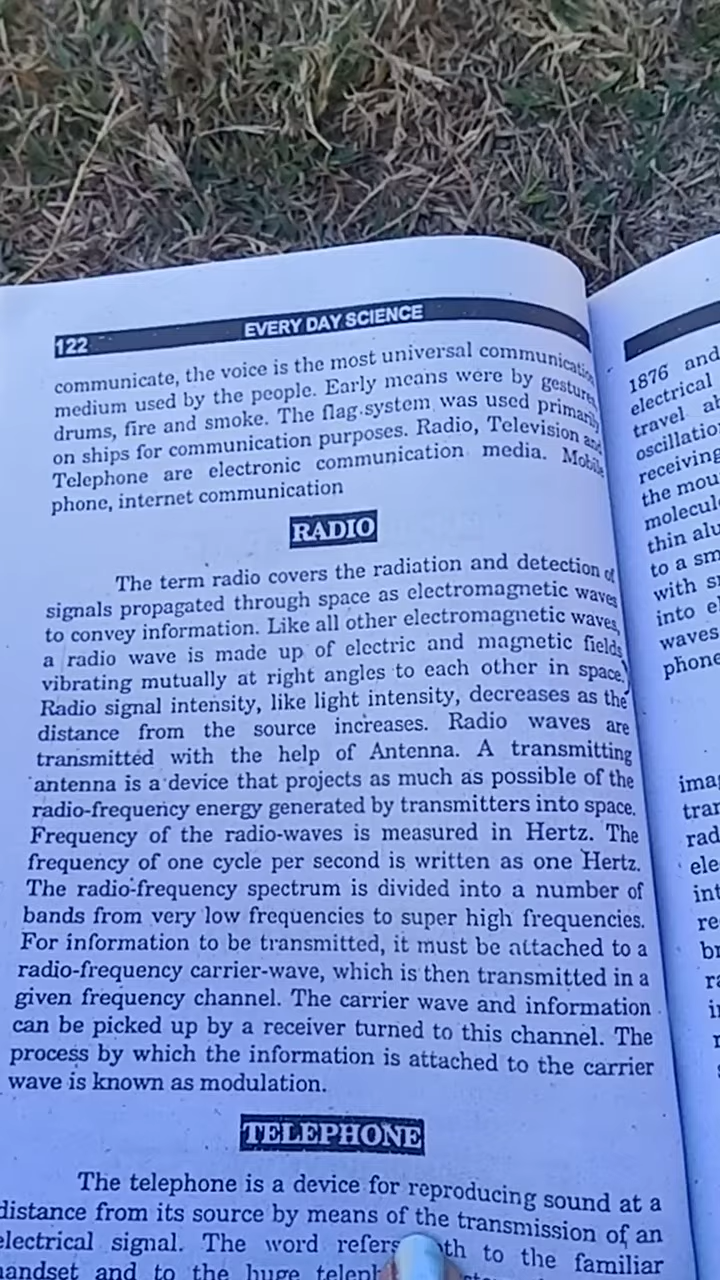 122
EVERY DAY SCIENCE
communicate, the voice is the most universal communication
medium used by the people. Early means were by gestures,
drums, fire and smoke. The flag system was used primarily
on ships for communication purposes. Radio, Television and
Telephone are electronic communication media. Mobile
phone, internet communication
RADIO
The term radio covers the radiation and detection of
signals propagated through space as electromagnetic waves
to convey information. Like all other electromagnetic waves,
a radio wave is made up of electric and magnetic fields
vibrating mutually at right angles to each other in space.
Radio signal intensity, like light intensity, decreases as the
distance from the source increases. Radio waves are
transmitted with the help of Antenna. A transmitting
antenna is a device that projects as much as possible of the
radio-frequency energy generated by transmitters into space.
Frequency of the radio-waves is measured in Hertz. The
frequency of one cycle per second is written as one Hertz.
The radio-frequency spectrum is divided into a number of
bands from very low frequencies to super high frequencies.
For information to be transmitted, it must be attached to a
radio-frequency carrier-wave, which is then transmitted in a
given frequency channel. The carrier wave and information
can be picked up by a receiver turned to this channel. The
process by which the information is attached to the carrier
wave is known as modulation.
TELEPHONE
The telephone is a device for reproducing sound at a
distance from its source by means of the transmission of an
electrical signal. The word refers to the familiar
handset and to the huge
1876 and
electrical
travel
oscillation
receiving
the
thin
to a
with
into
waves
phone